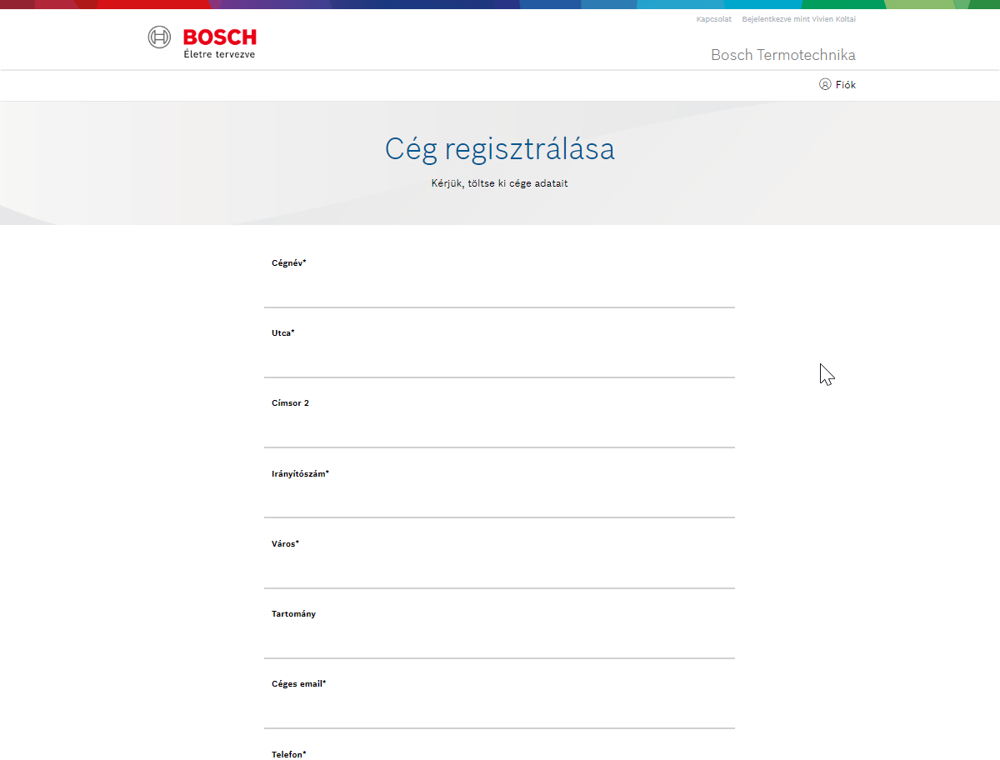 Kapcsolat Bejelentkezve mint Vivien Koltai
BOSCH
Életre tervezve
Bosch Termotechnika
Fiók
Cég regisztrálása
Kérjük, töltse ki cége adatait
Cégnév*
Utca*
Címsor 2
Irányítószám*
Város*
Tartomány
Céges email*
Telefon*